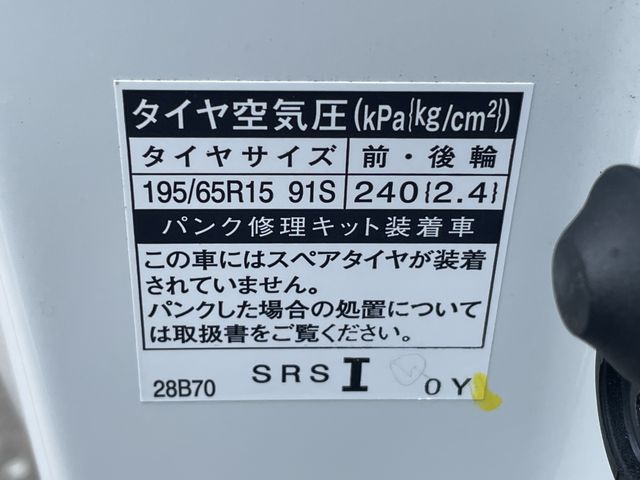 タイヤ空気圧(kPa{kg/cm²})
タイヤサイズ 前・後輪
195/65R15 91S 240{2.4}
パンク修理キット装着車
この車にはスペアタイヤが装着
されていません。
パンクした場合の処置について
は取扱書をご覧ください。
28B70 SRS I 0Y